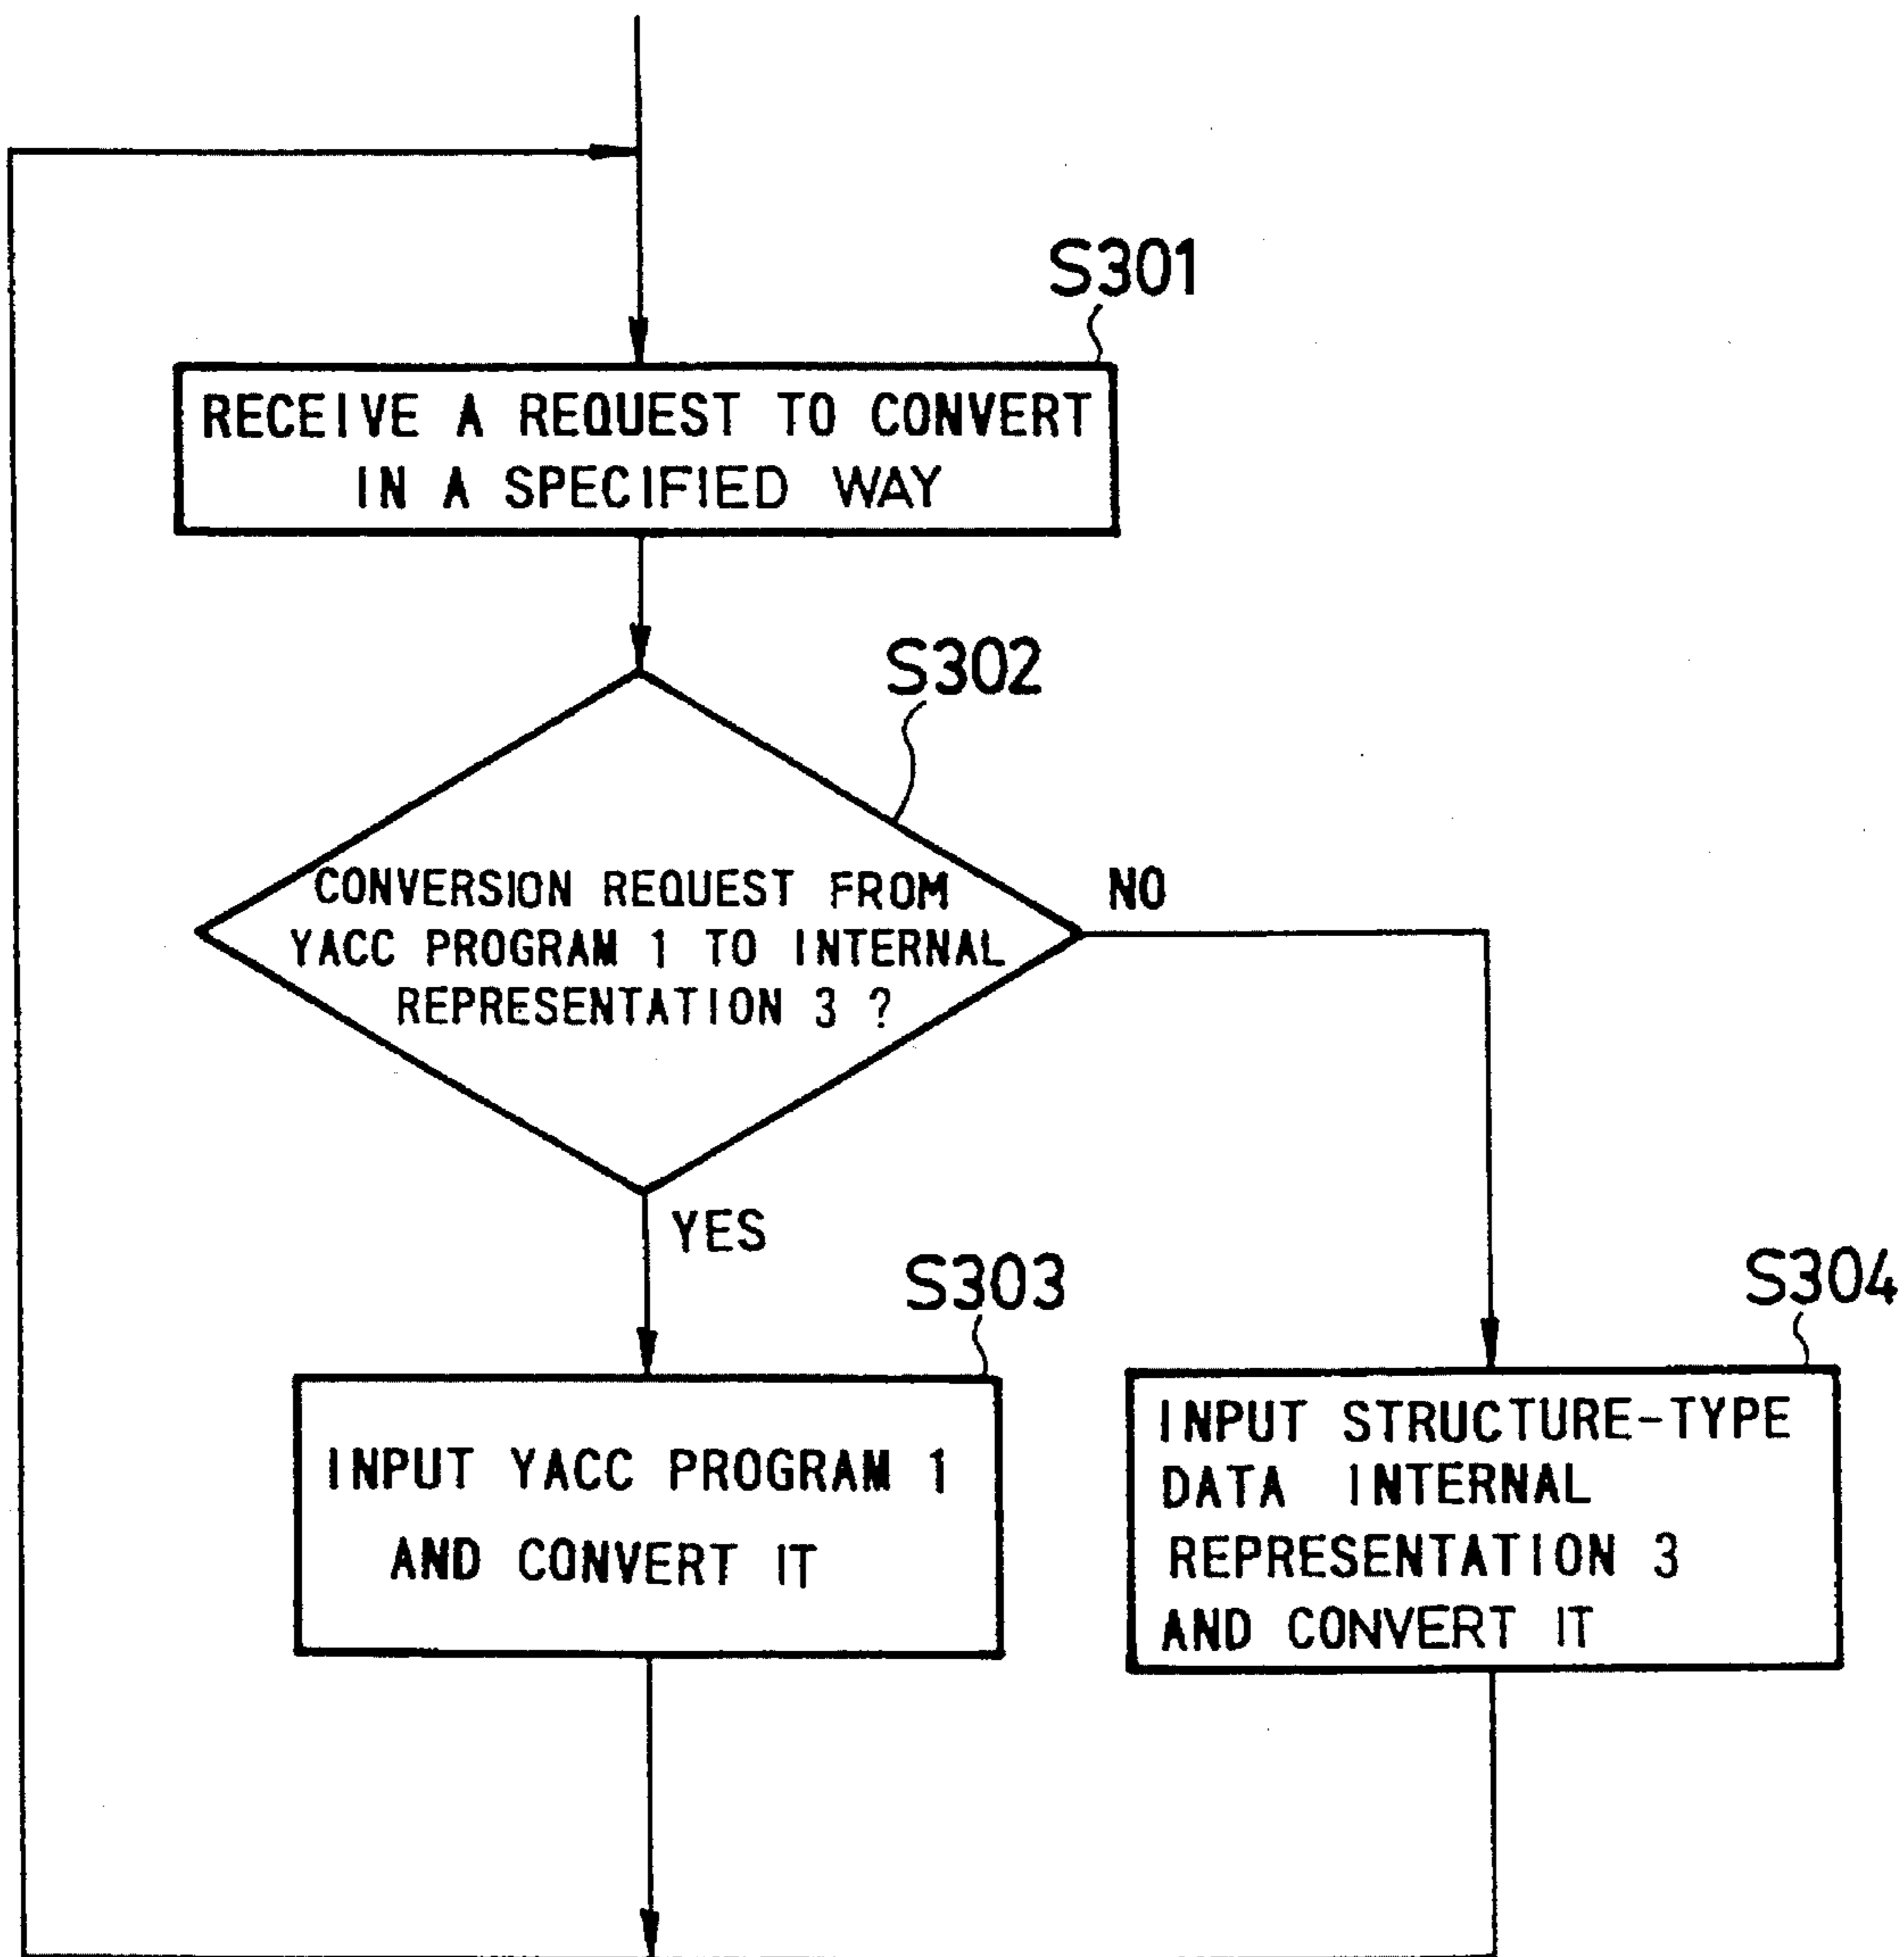 S301
RECEIVE A REQUEST TO CONVERT
IN A SPECIFIED WAY
S302
CONVERSION REQUEST FROM
YACC PROGRAM 1 TO INTERNAL
REPRESENTATION 3 ?
NO
YES
S303
INPUT YACC PROGRAM 1
AND CONVERT IT
S304
INPUT STRUCTURE-TYPE
DATA INTERNAL
REPRESENTATION 3
AND CONVERT IT